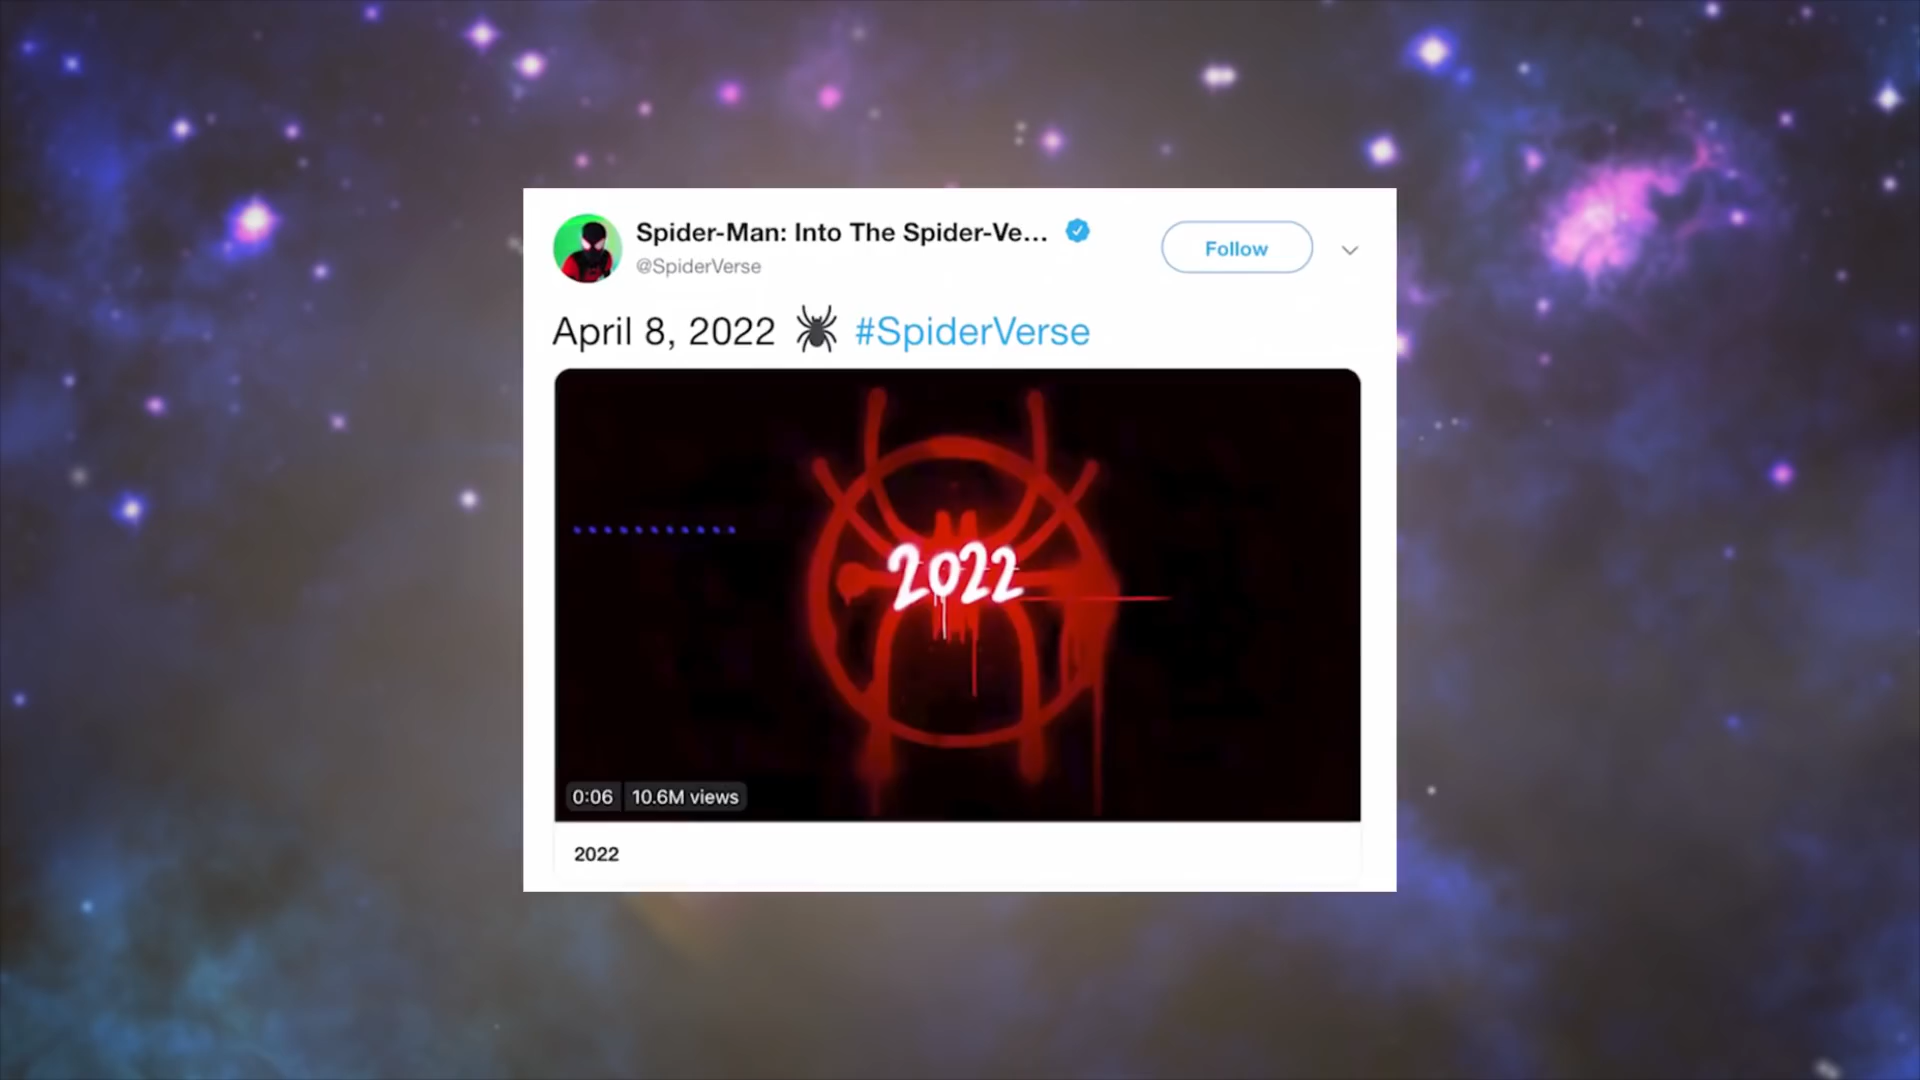 Spider-Man: Into The Spider-Ve...
@SpiderVerse
Follow
April 8, 2022 🕷 #SpiderVerse
2022
0:06 10.6M views
2022